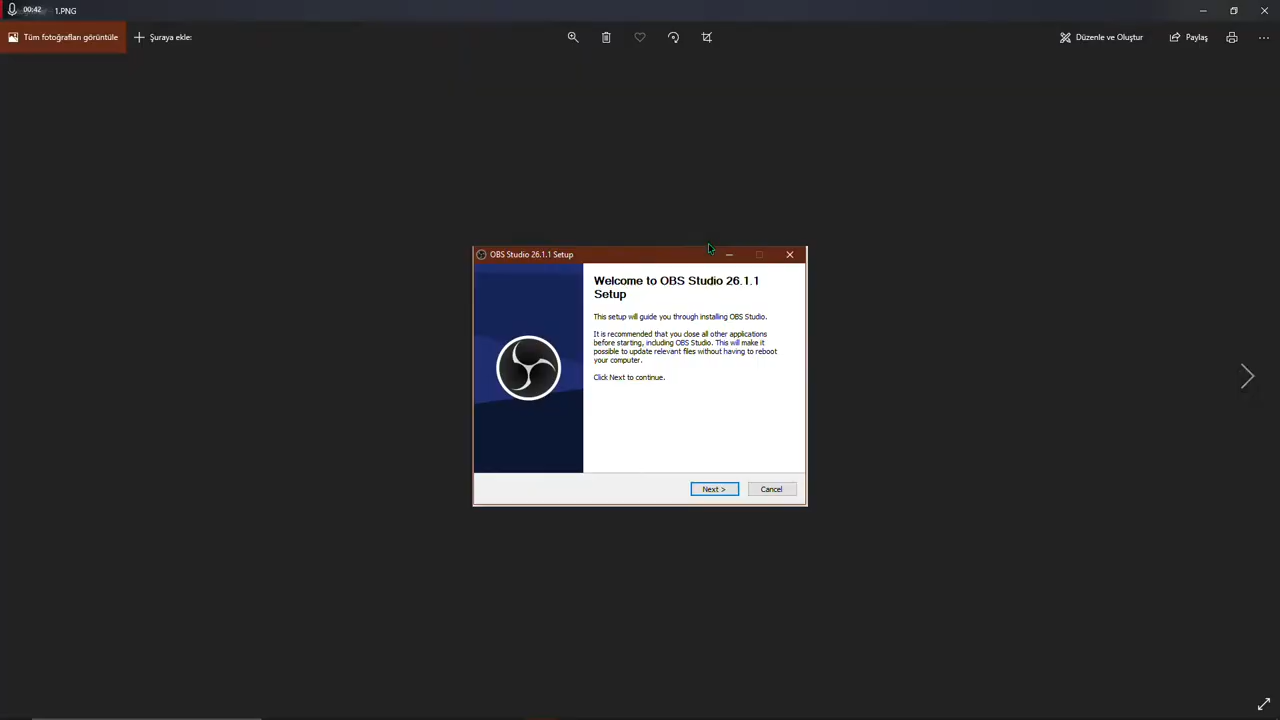 00:42
1.PNG
Tüm fotoğrafları görüntüle
Şuraya ekle:
Düzenle ve Oluştur
Paylaş
OBS Studio 26.1.1 Setup
Welcome to OBS Studio 26.1.1
Setup
This setup will guide you through installing OBS Studio.
It is recommended that you close all other applications
before starting, including OBS Studio. This will make it
possible to update relevant files without having to reboot
your computer.
Click Next to continue.
Next >
Cancel